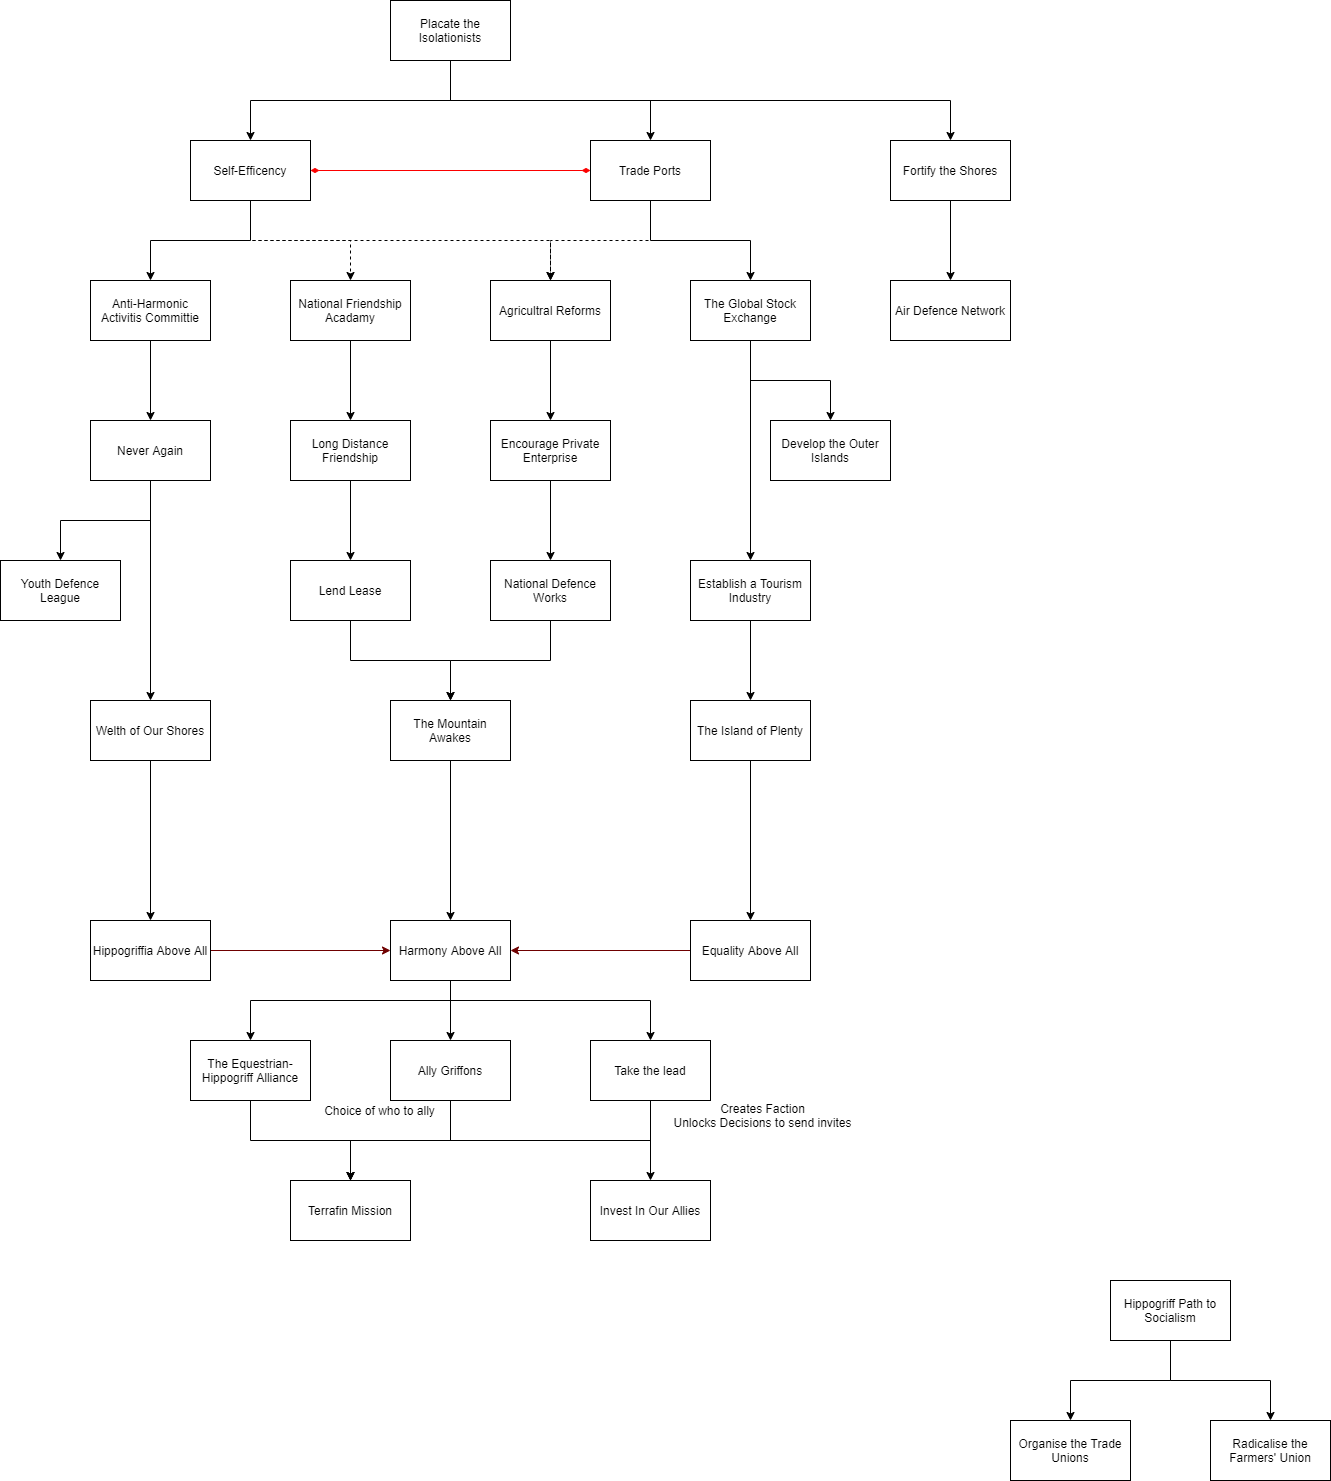 Placate the
Isolationists
Self-Efficency
Trade Ports
Fortify the Shores
Anti-Harmonic
Activitis Committie
National Friendship
Acadamy
Agricultral Reforms
The Global Stock
Exchange
Air Defence Network
Never Again
Long Distance
Friendship
Encourage Private
Enterprise
Develop the Outer
Islands
Youth Defence
League
Lend Lease
National Defence
Works
Establish a Tourism
Industry
Welth of Our Shores
The Mountain
Awakes
The Island of Plenty
Hippogriffia Above All
Harmony Above All
Equality Above All
The Equestrian-
Hippogriff Alliance
Ally Griffons
Take the lead
Choice of who to ally
Creates Faction
Unlocks Decisions to send invites
Terrafin Mission
Invest In Our Allies
Hippogriff Path to
Socialism
Organise the Trade
Unions
Radicalise the
Farmers' Union